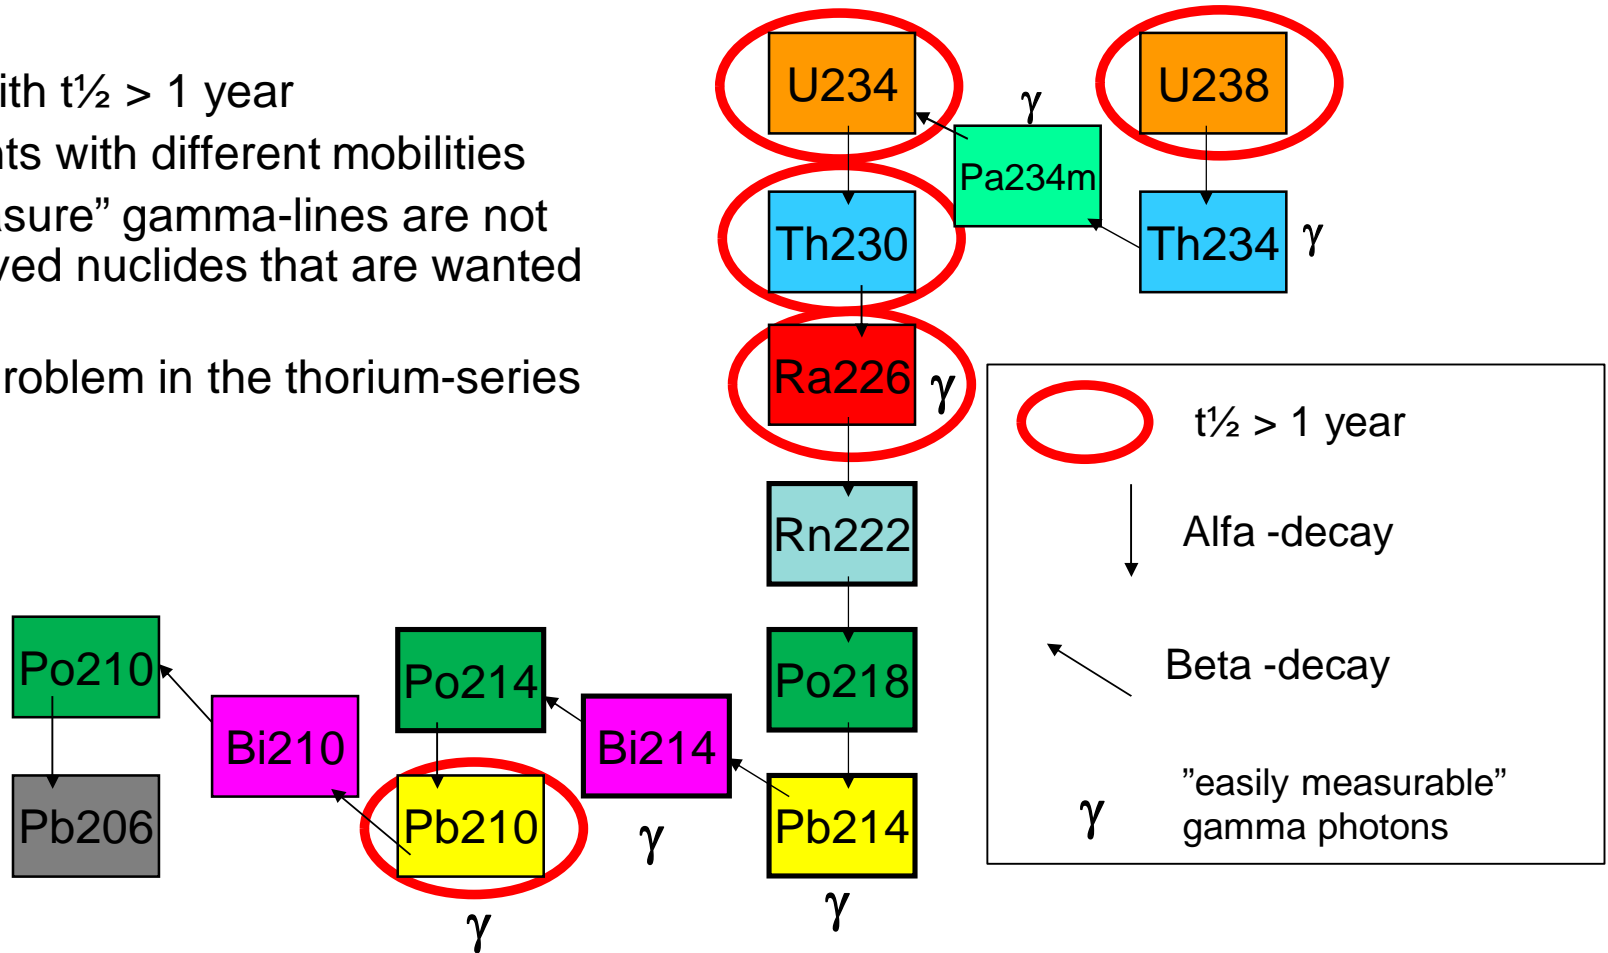 ith t½ > 1 year
nts with different mobilities
asure” gamma-lines are not
yed nuclides that are wanted
roblem in the thorium-series
U234
U238
γ
Pa234m
Th230
Th234
γ
Ra226
γ
Rn222
Po210
Po214
Po218
Bi210
Bi214
Pb206
Pb210
Pb214
γ
γ
γ
t½ > 1 year
Alfa -decay
Beta -decay
γ
”easily measurable”
gamma photons